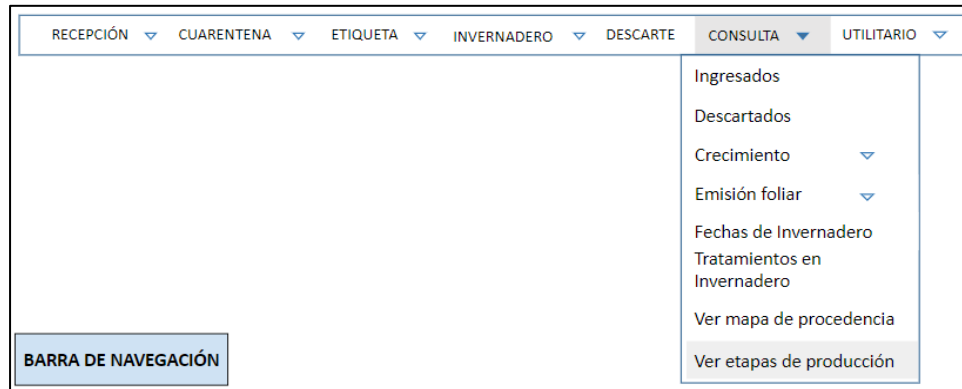 RECEPCIÓN CUARENTENA ETIQUETA INVERNADERO DESCARTE CONSULTA UTILITARIO
Ingresados
Descartados
Crecimiento
Emisión foliar
Fechas de Invernadero
Tratamientos en
Invernadero
Ver mapa de procedencia
Ver etapas de producción
BARRA DE NAVEGACIÓN